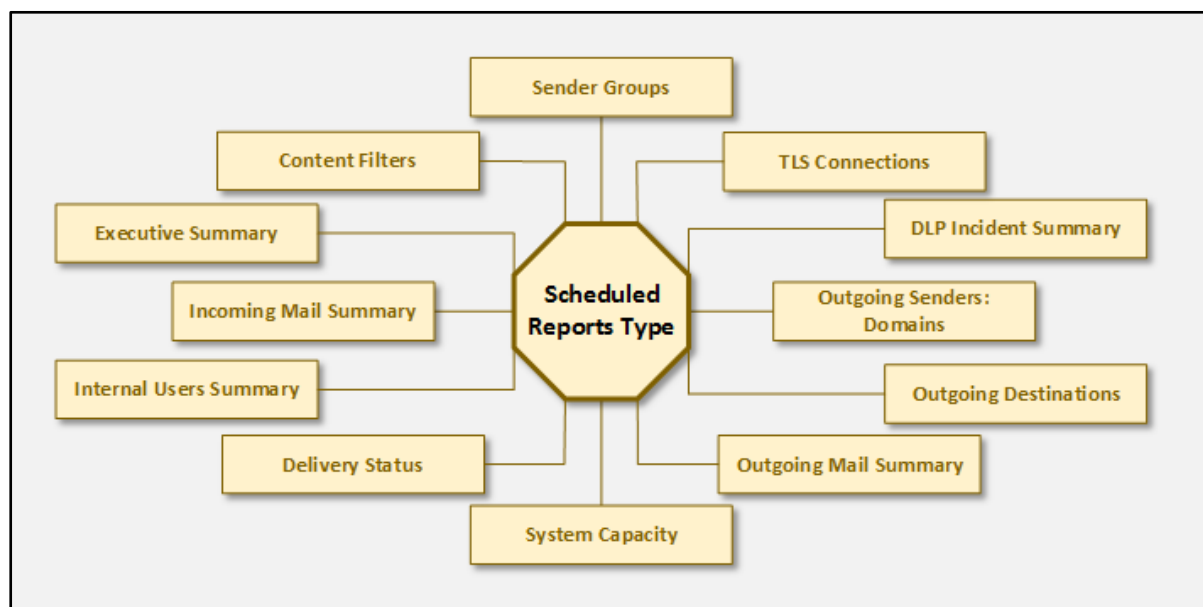 Sender Groups
Content Filters
TLS Connections
Executive Summary
DLP Incident Summary
Incoming Mail Summary
Scheduled
Reports Type
Outgoing Senders:
Domains
Internal Users Summary
Outgoing Destinations
Delivery Status
Outgoing Mail Summary
System Capacity